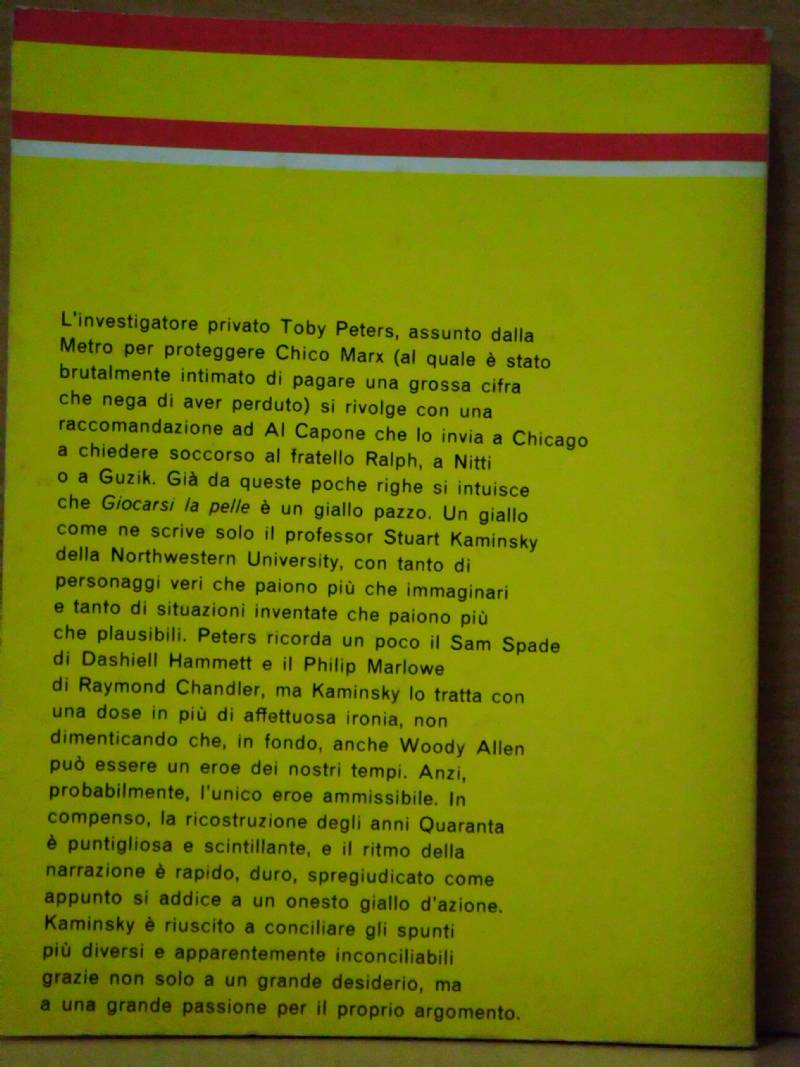 L'investigatore privato Toby Peters, assunto dalla
Metro per proteggere Chico Marx (al quale è stato
brutalmente intimato di pagare una grossa cifra
che nega di aver perduto) si rivolge con una
raccomandazione ad Al Capone che lo invia a Chicago
a chiedere soccorso al fratello Ralph, a Nitti
o a Guzik. Già da queste poche righe si intuisce
che Giocarsi la pelle è un giallo pazzo. Un giallo
come ne scrive solo il professor Stuart Kaminsky
della Northwestern University, con tanto di
personaggi veri che paiono più che immaginari
e tanto di situazioni inventate che paiono più
che plausibili. Peters ricorda un poco il Sam Spade
di Dashiell Hammett e il Philip Marlowe
di Raymond Chandler, ma Kaminsky lo tratta con
una dose in più di affettuosa ironia, non
dimenticando che, in fondo, anche Woody Allen
può essere un eroe dei nostri tempi. Anzi,
probabilmente, l'unico eroe ammissibile. In
compenso, la ricostruzione degli anni Quaranta
è puntigliosa e scintillante, e il ritmo della
narrazione è rapido, duro, spregiudicato come
appunto si addice a un onesto giallo d'azione.
Kaminsky è riuscito a conciliare gli spunti
più diversi e apparentemente inconciliabili
grazie non solo a un grande desiderio, ma
a una grande passione per il proprio argomento.